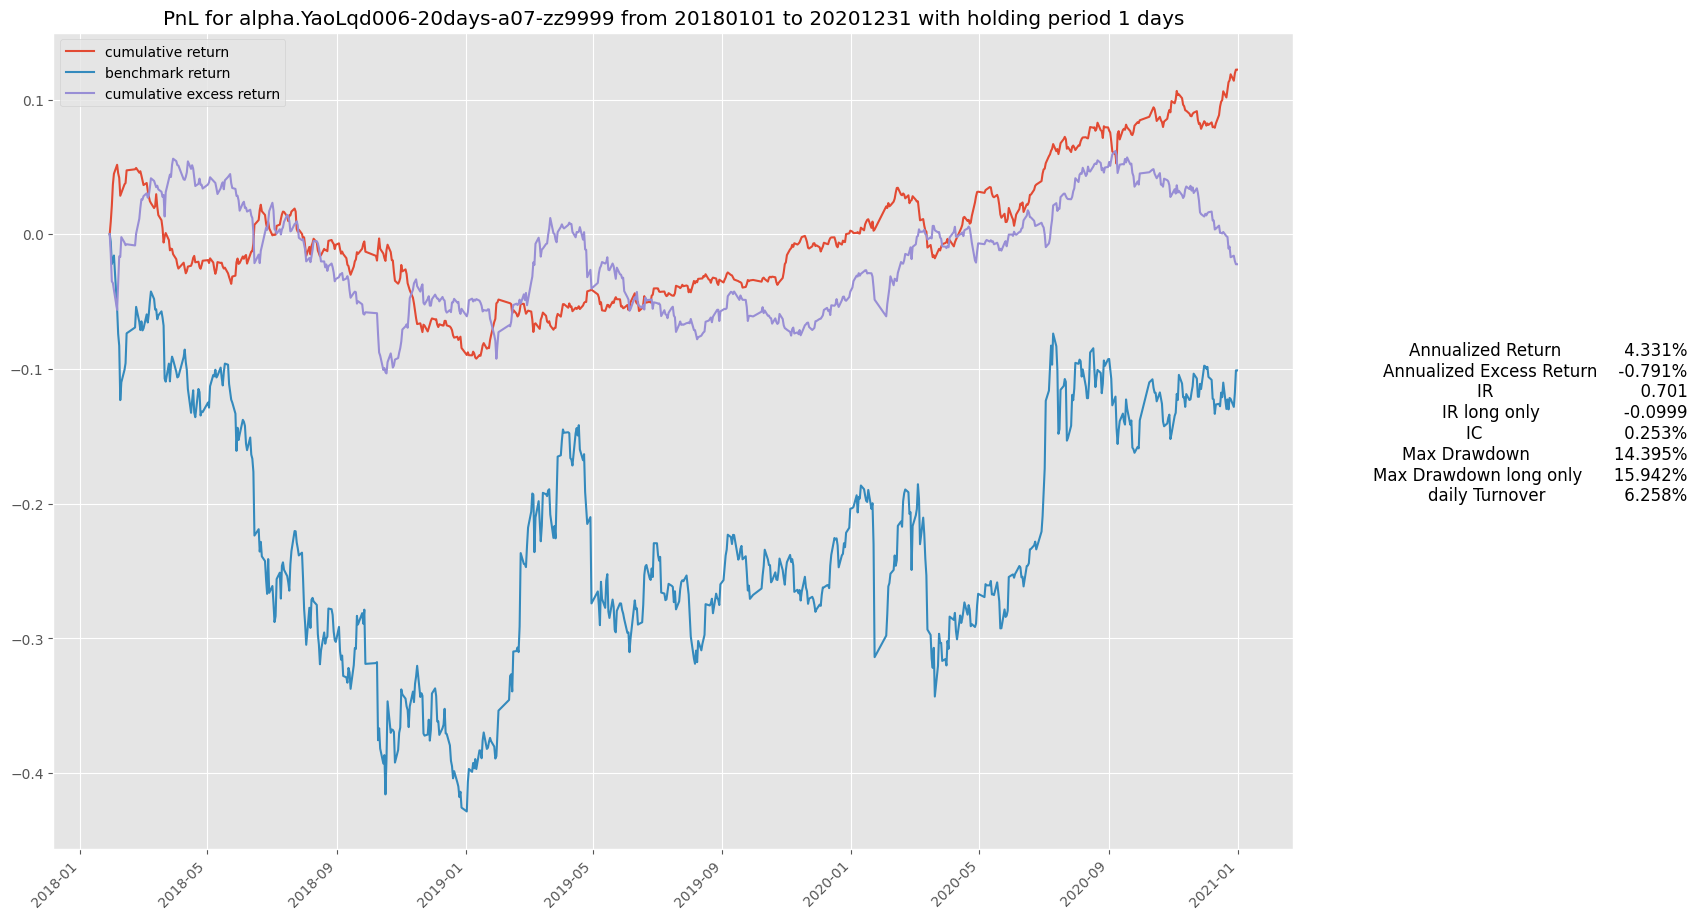 PnL for alpha.YaoLqd006-20days-a07-zz9999 from 20180101 to 20201231 with holding period 1 days
cumulative return
benchmark return
cumulative excess return
0.1
0.0
−0.1
−0.2
−0.3
−0.4
2018-01
2018-05
2018-09
2019-01
2019-05
2019-09
2020-01
2020-05
2020-09
2021-01
Annualized Return 4.331%
Annualized Excess Return -0.791%
IR 0.701
IR long only -0.0999
IC 0.253%
Max Drawdown 14.395%
Max Drawdown long only 15.942%
daily Turnover 6.258%